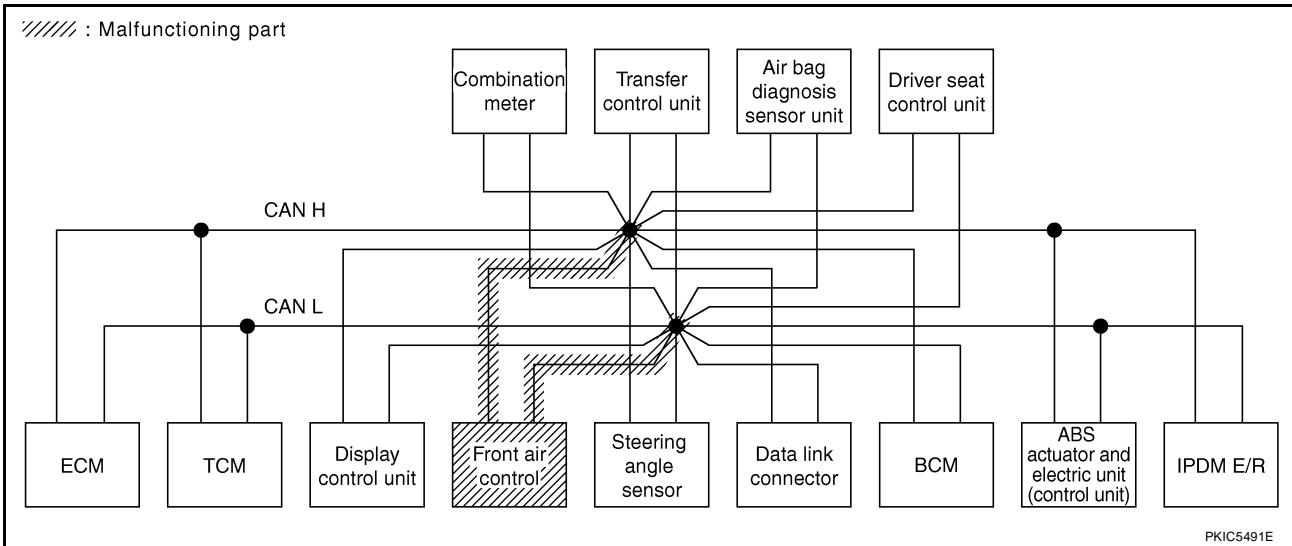 : Malfunctioning part
Combination
meter
Transfer
control unit
Air bag
diagnosis
sensor unit
Driver seat
control unit
CAN H
CAN L
ECM
TCM
Display
control unit
Front air
control
Steering
angle
sensor
Data link
connector
BCM
ABS
actuator and
electric unit
(control unit)
IPDM E/R
PKIC5491E